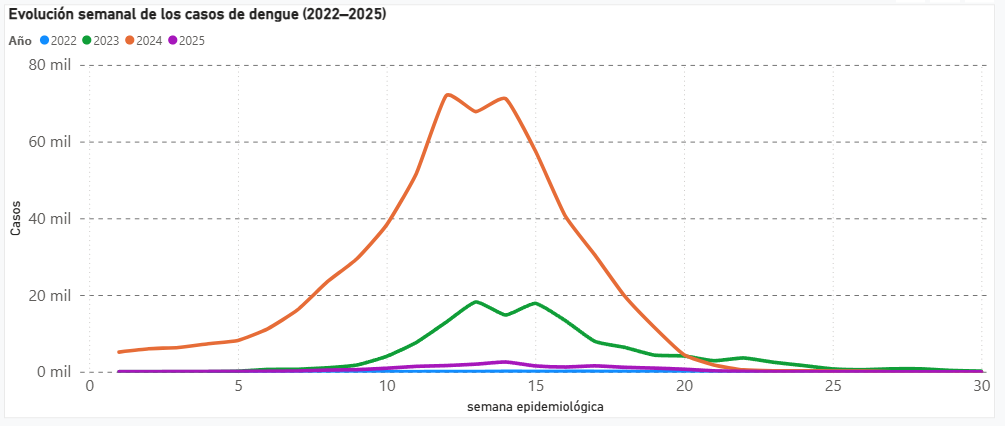 Evolución semanal de los casos de dengue (2022–2025)
Año 2022 2023 2024 2025
80 mil
60 mil
40 mil
20 mil
0 mil
Casos
0 5 10 15 20 25 30
semana epidemiológica